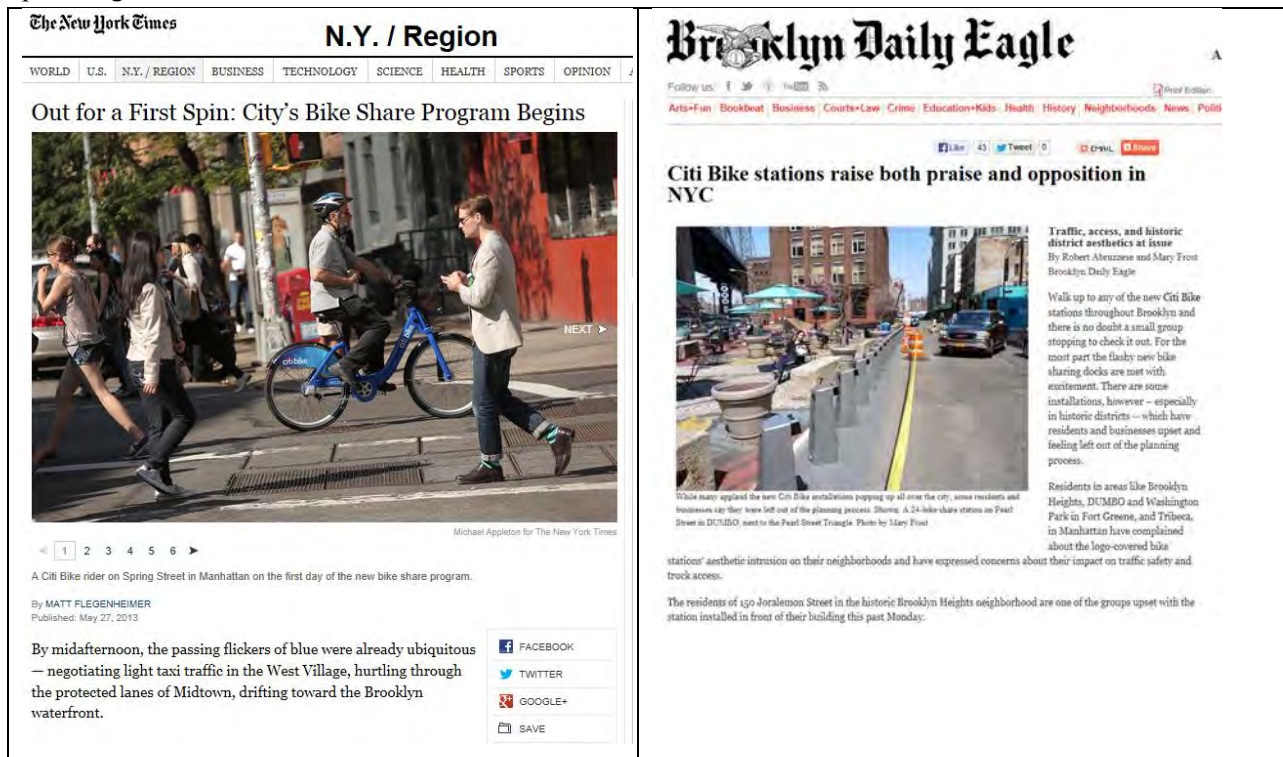 The New York Times
N.Y. / Region
WORLD U.S. N.Y. / REGION BUSINESS TECHNOLOGY SCIENCE HEALTH SPORTS OPINION
Out for a First Spin: City's Bike Share Program Begins
citibike
citibike
NEXT
Michael Appleton for The New York Times
1 2 3 4 5 6
A Citi Bike rider on Spring Street in Manhattan on the first day of the new bike share program.
By MATT FLEGENHEIMER
Published: May 27, 2013
By midafternoon, the passing flickers of blue were already ubiquitous
— negotiating light taxi traffic in the West Village, hurtling through
the protected lanes of Midtown, drifting toward the Brooklyn
waterfront.
FACEBOOK
TWITTER
GOOGLE+
SAVE
Brooklyn Daily Eagle
A
Follow us:
Print Edition
Arts+Fun Bookbeat Business Courts+Law Crime Education+Kids Health History Neighborhoods News Politi
Like 43 Tweet 0 EMAIL Share
Citi Bike stations raise both praise and opposition in
NYC
Traffic, access, and historic
district aesthetics at issue
By Robert Abruzzese and Mary Frost
Brooklyn Daily Eagle
Walk up to any of the new Citi Bike
stations throughout Brooklyn and
there is no doubt a small group
stopping to check it out. For the
most part the flashy new bike
sharing docks are met with
excitement. There are some
installations, however – especially
in historic districts -- which have
residents and businesses upset and
feeling left out of the planning
process.
While many applaud the new Citi Bike installations popping up all over the city, some residents and
businesses say they were left out of the planning process. Shown: A 24-bike share station on Pearl
Street in DUMBO, next to the Pearl Street Triangle. Photo by Mary Frost
Residents in areas like Brooklyn
Heights, DUMBO and Washington
Park in Fort Greene, and Tribeca,
in Manhattan have complained
about the logo-covered bike
stations' aesthetic intrusion on their neighborhoods and have expressed concerns about their impact on traffic safety and
truck access.
The residents of 150 Joralemon Street in the historic Brooklyn Heights neighborhood are one of the groups upset with the
station installed in front of their building this past Monday.